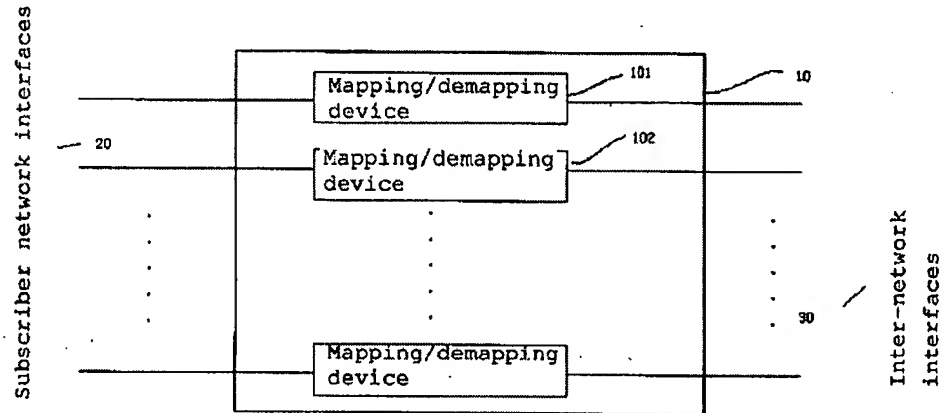 Subscriber network interfaces
Mapping/demapping
device
101
10
20
Mapping/demapping
device
102
30
Inter-network
interfaces
Mapping/demapping
device